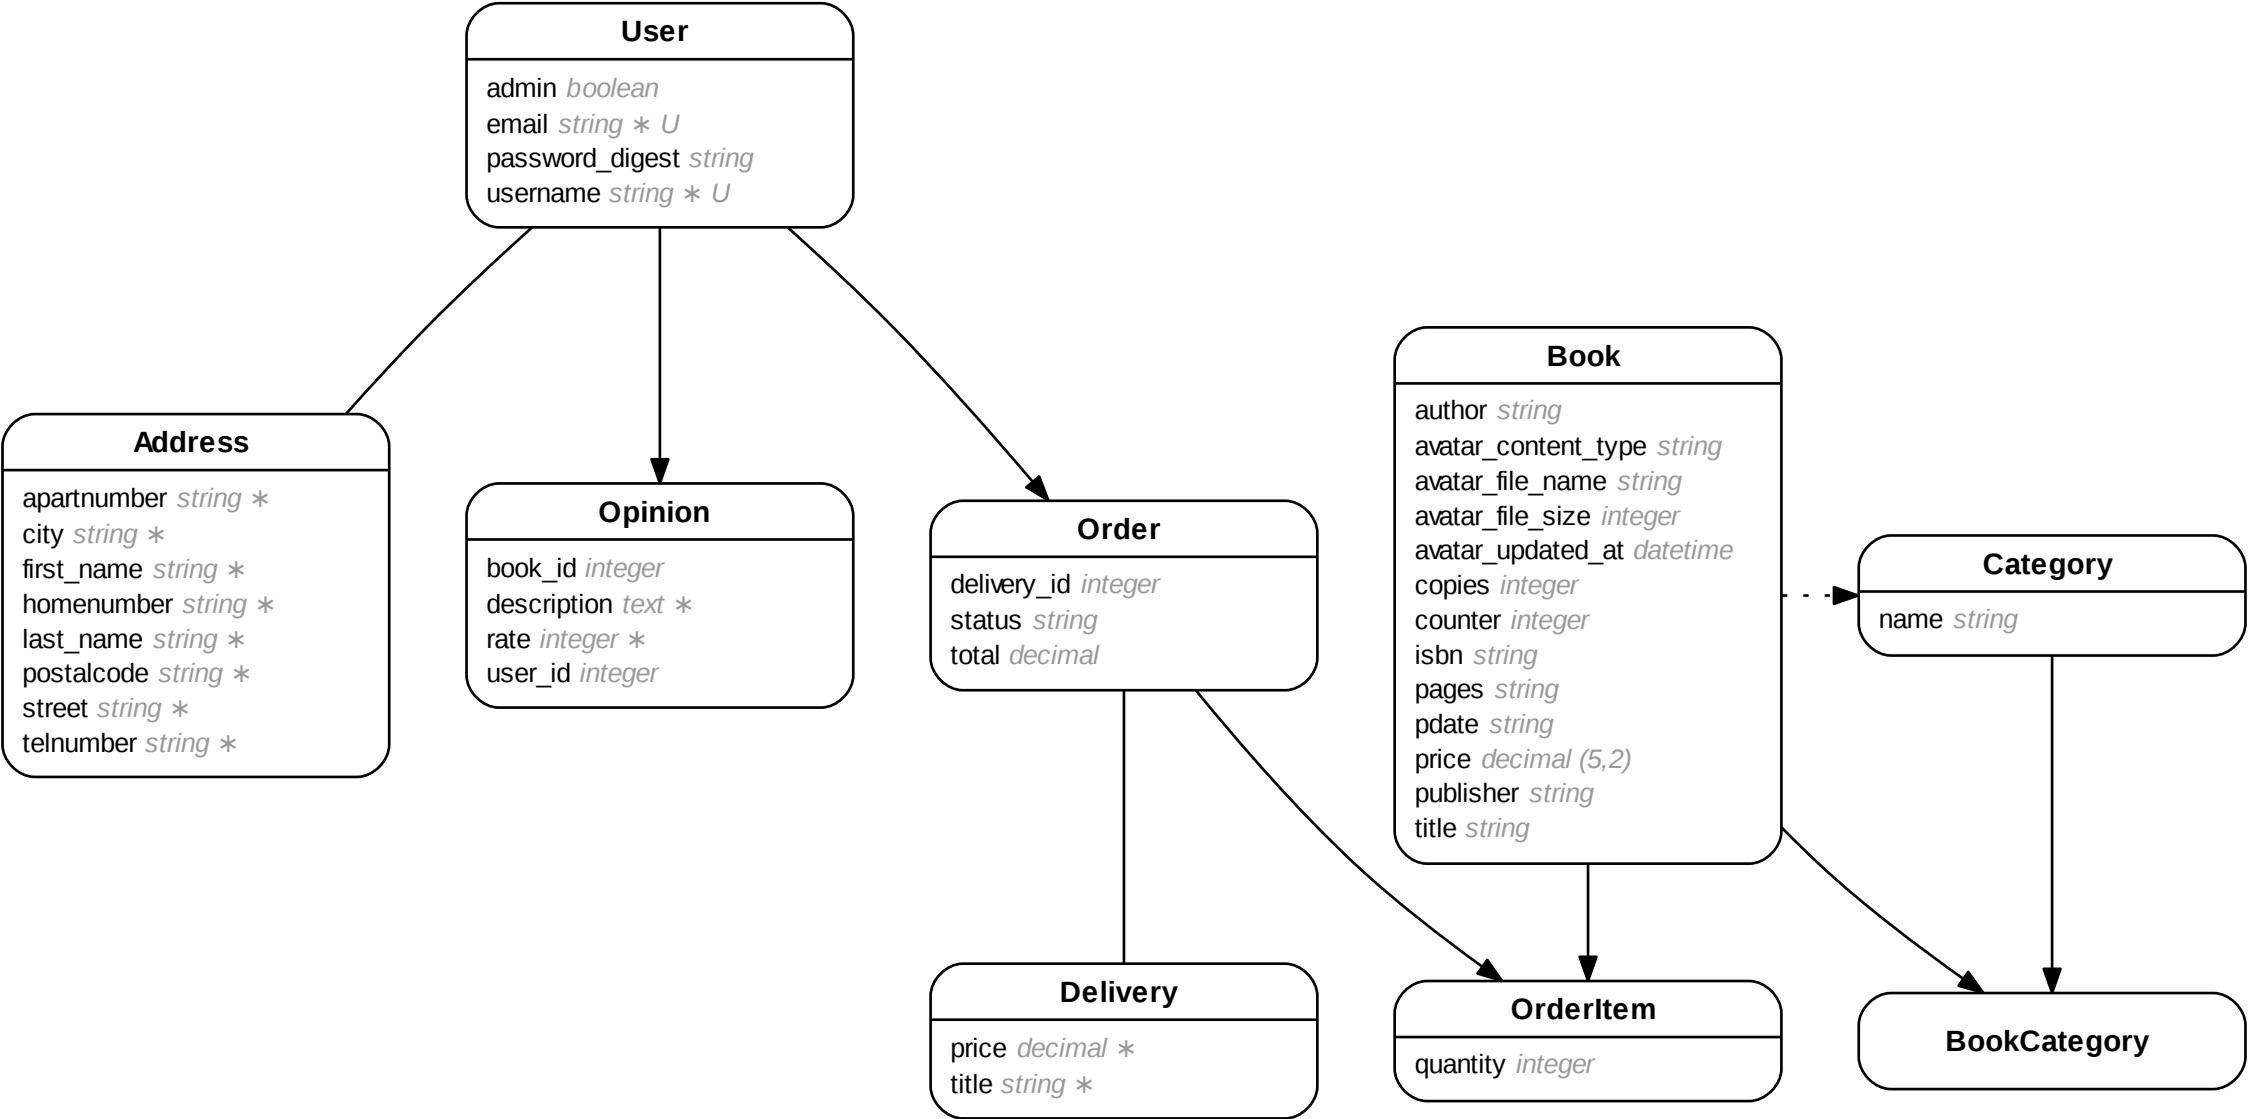 User
admin boolean
email string ∗ U
password_digest string
username string ∗ U
Address
apartnumber string ∗
city string ∗
first_name string ∗
homenumber string ∗
last_name string ∗
postalcode string ∗
street string ∗
telnumber string ∗
Opinion
book_id integer
description text ∗
rate integer ∗
user_id integer
Order
delivery_id integer
status string
total decimal
Book
author string
avatar_content_type string
avatar_file_name string
avatar_file_size integer
avatar_updated_at datetime
copies integer
counter integer
isbn string
pages string
pdate string
price decimal (5,2)
publisher string
title string
Category
name string
Delivery
price decimal ∗
title string ∗
OrderItem
quantity integer
BookCategory